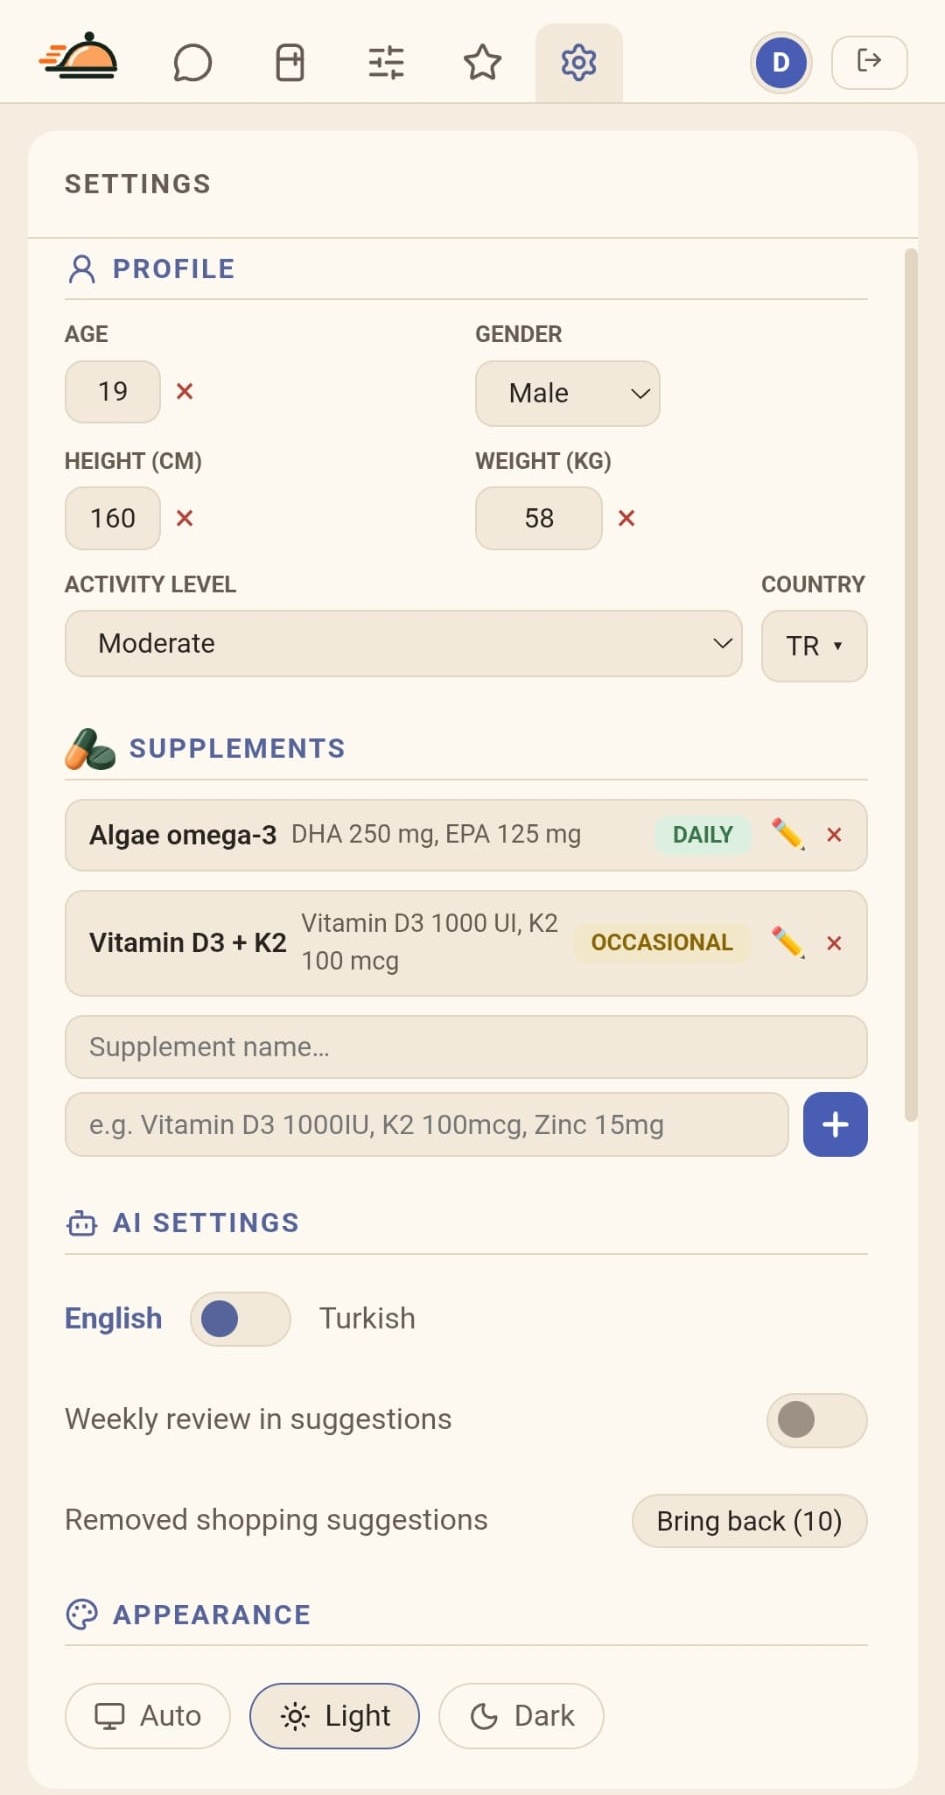 D
SETTINGS
PROFILE
AGE
GENDER
19 ×
Male
HEIGHT (CM)
WEIGHT (KG)
160 ×
58 ×
ACTIVITY LEVEL
COUNTRY
Moderate
TR
SUPPLEMENTS
Algae omega-3 DHA 250 mg, EPA 125 mg DAILY ×
Vitamin D3 + K2 Vitamin D3 1000 UI, K2
100 mcg
OCCASIONAL ×
Supplement name...
e.g. Vitamin D3 1000IU, K2 100mcg, Zinc 15mg
+
AI SETTINGS
English Turkish
Weekly review in suggestions
Removed shopping suggestions Bring back (10)
APPEARANCE
Auto Light Dark